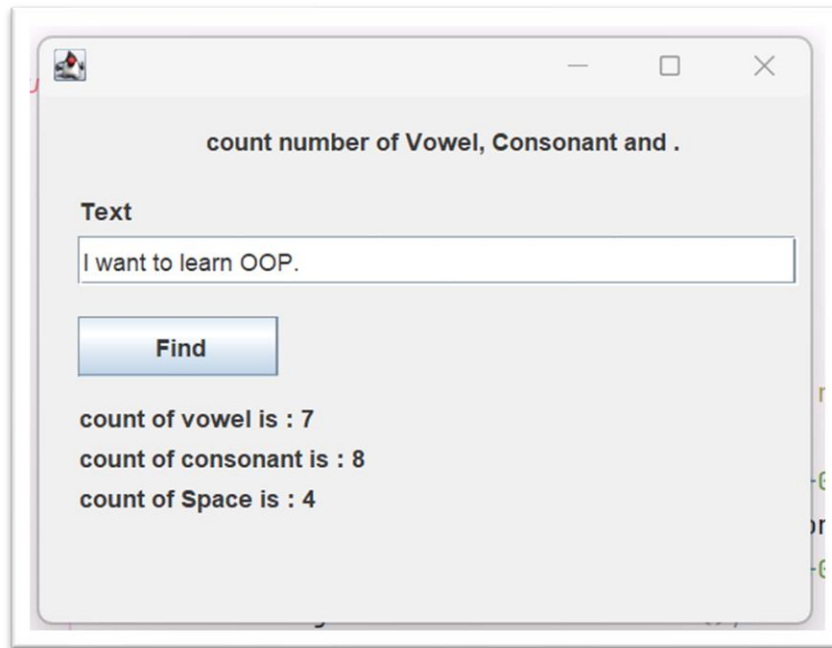 count number of Vowel, Consonant and .
Text
I want to learn OOP.
Find
count of vowel is : 7
count of consonant is : 8
count of Space is : 4